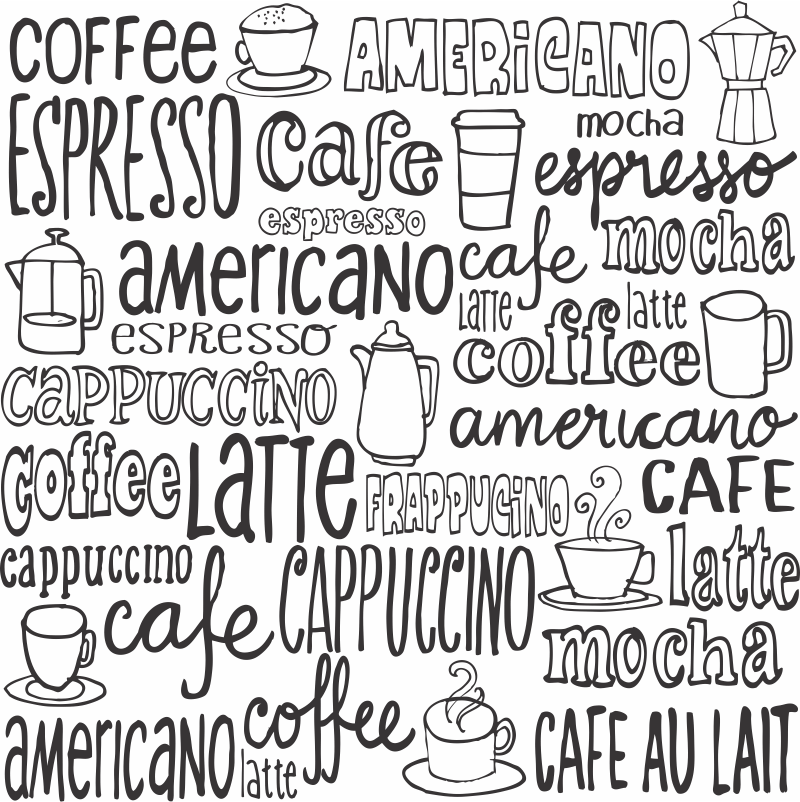 COFFee
AMERiCANO
mocha
ESPRESSO
Cafe
espresso
espresso
cafe
mocha
americano
LATTE
latte
espresso
coffee
CAPPUCCiNO
americano
coffee
LATTe
FRAPPUCiNO
CAFE
cappuccino
cafe
CAPPUCCINO
latte
mocha
americano
coffee
latte
CAFE AU LAIT